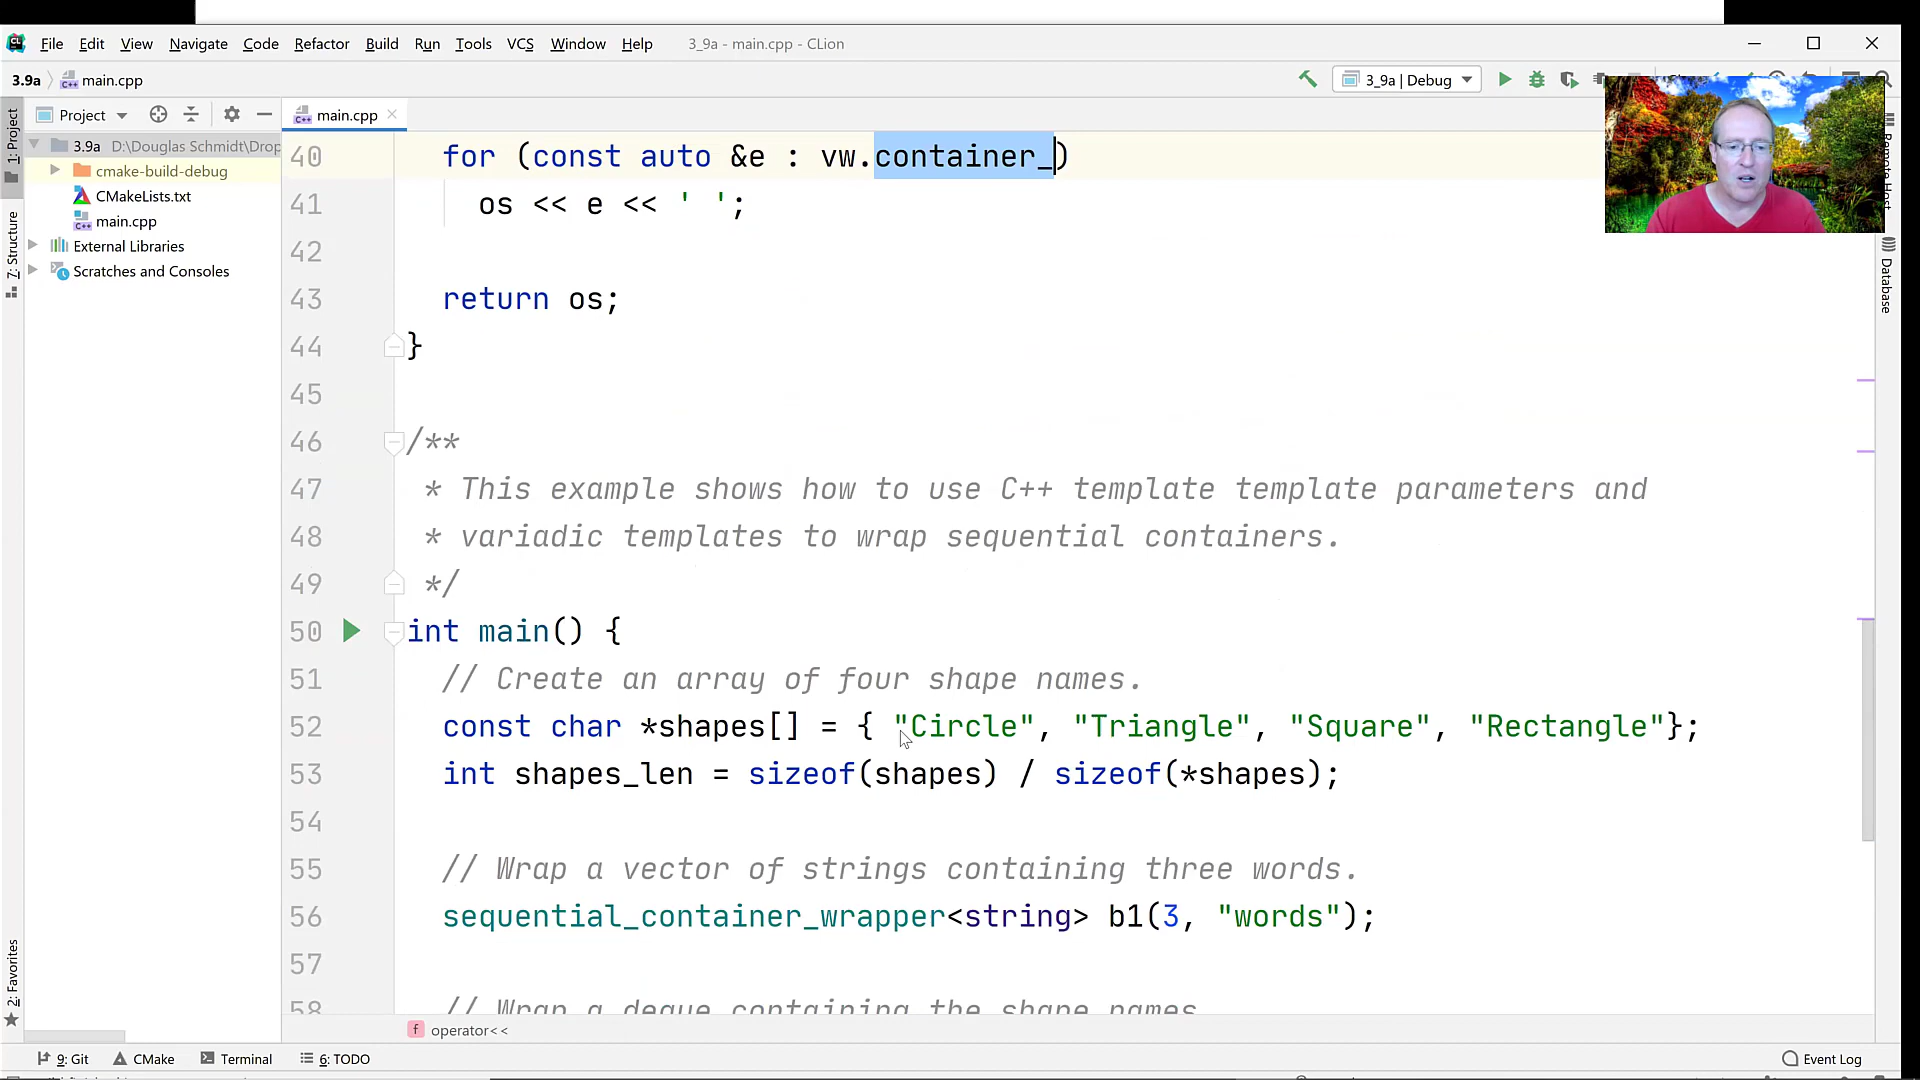 File Edit View Navigate Code Refactor Build Run Tools VCS Window Help 3_9a - main.cpp - CLion
3.9a main.cpp 3_9a | Debug
Project main.cpp
1: Project
7: Structure
2: Favorites
3.9a D:\Douglas Schmidt\Drop
cmake-build-debug
CMakeLists.txt
main.cpp
External Libraries
Scratches and Consoles
40 for (const auto &e : vw.container_)
41 os << e << ' ';
42
43 return os;
44 }
45
46 /**
47 * This example shows how to use C++ template template parameters and
48 * variadic templates to wrap sequential containers.
49 */
50 int main() {
51 // Create an array of four shape names.
52 const char *shapes[] = { "Circle", "Triangle", "Square", "Rectangle"};
53 int shapes_len = sizeof(shapes) / sizeof(*shapes);
54
55 // Wrap a vector of strings containing three words.
56 sequential_container_wrapper<string> b1(3, "words");
57
58 // Wrap a deque containing the shape names
Database
f operator<<
9: Git CMake Terminal 6: TODO Event Log